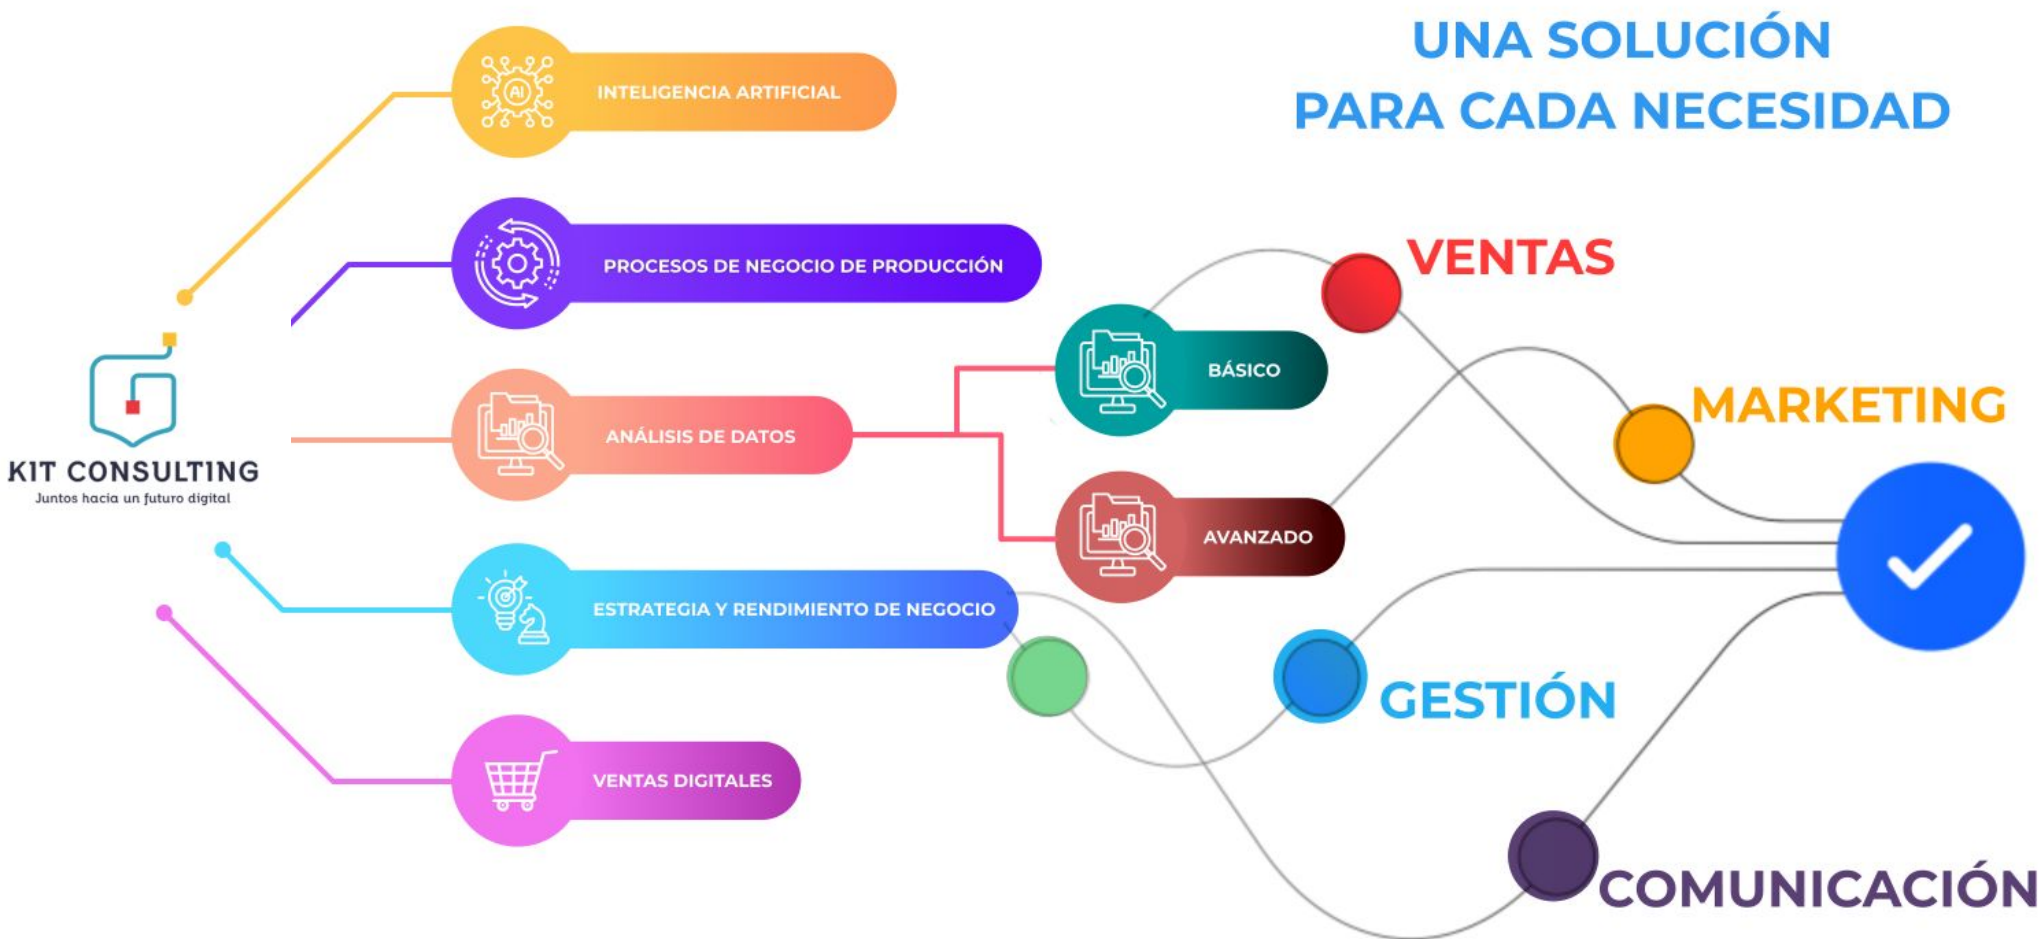 UNA SOLUCIÓN
PARA CADA NECESIDAD
AI
INTELIGENCIA ARTIFICIAL
PROCESOS DE NEGOCIO DE PRODUCCIÓN
VENTAS
BÁSICO
MARKETING
ANÁLISIS DE DATOS
KIT CONSULTING
Juntos hacia un futuro digital
AVANZADO
ESTRATEGIA Y RENDIMIENTO DE NEGOCIO
GESTIÓN
VENTAS DIGITALES
COMUNICACIÓN